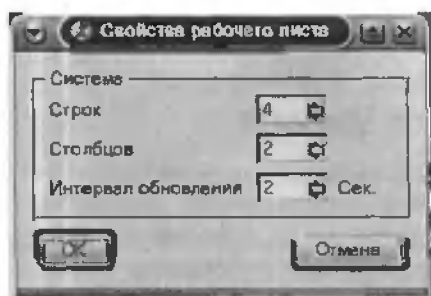 Свойства рабочего листа
Система
Строк 4
Столбцов 2
Интервал обновления 2 Сек.
OK Отмена